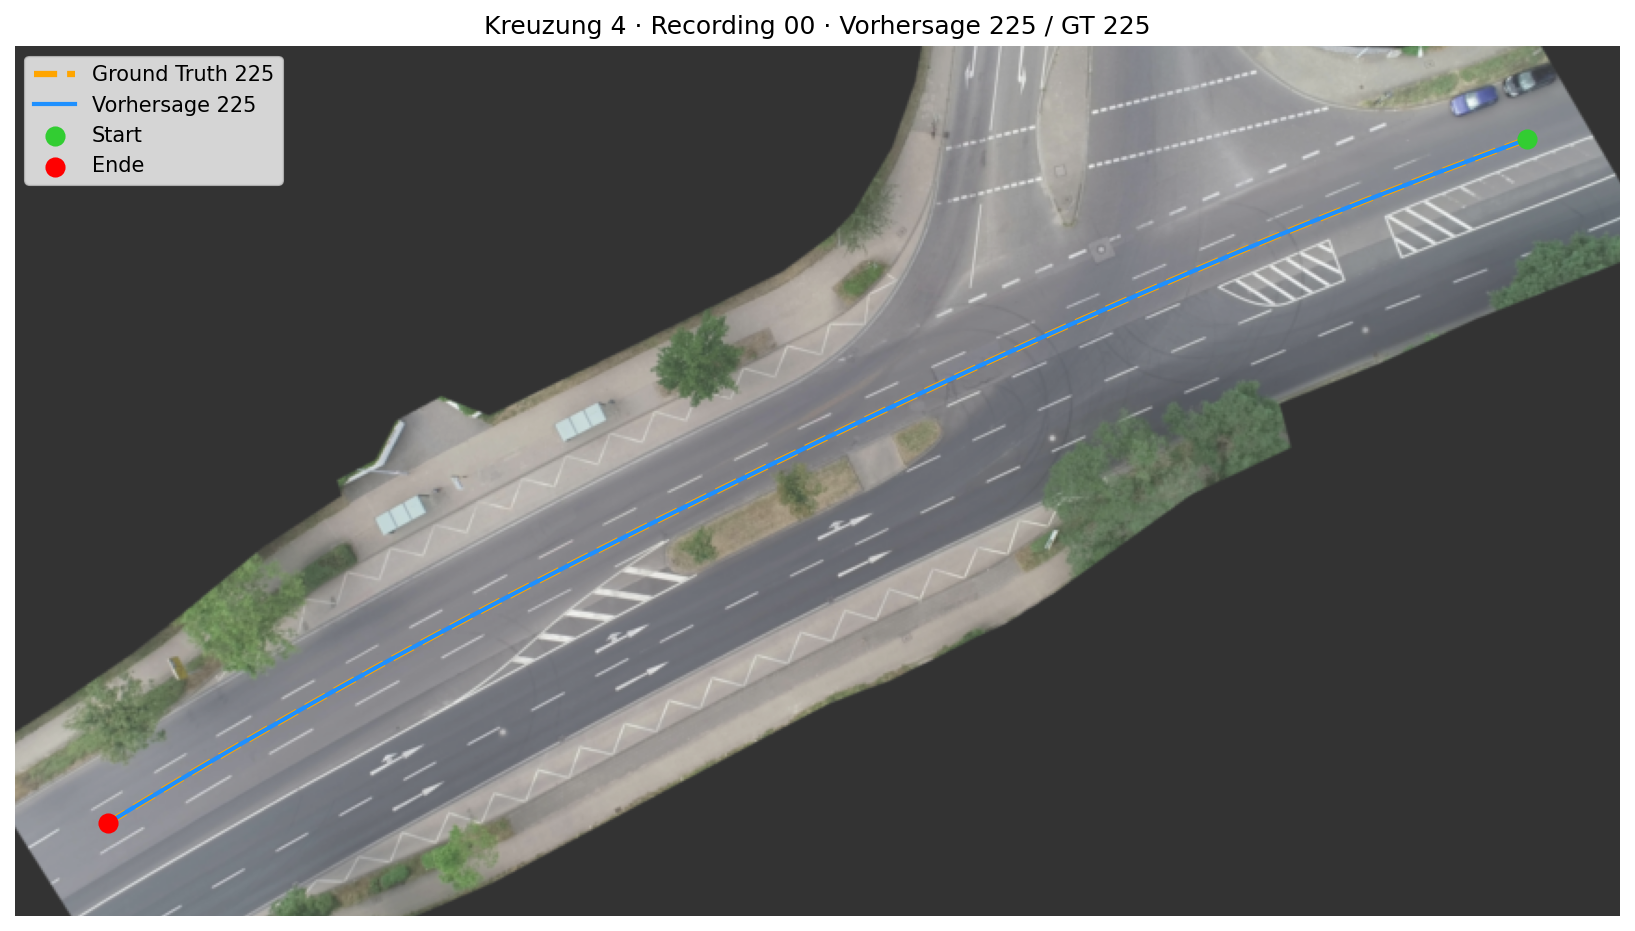 Kreuzung 4 · Recording 00 · Vorhersage 225 / GT 225
Ground Truth 225
Vorhersage 225
Start
Ende